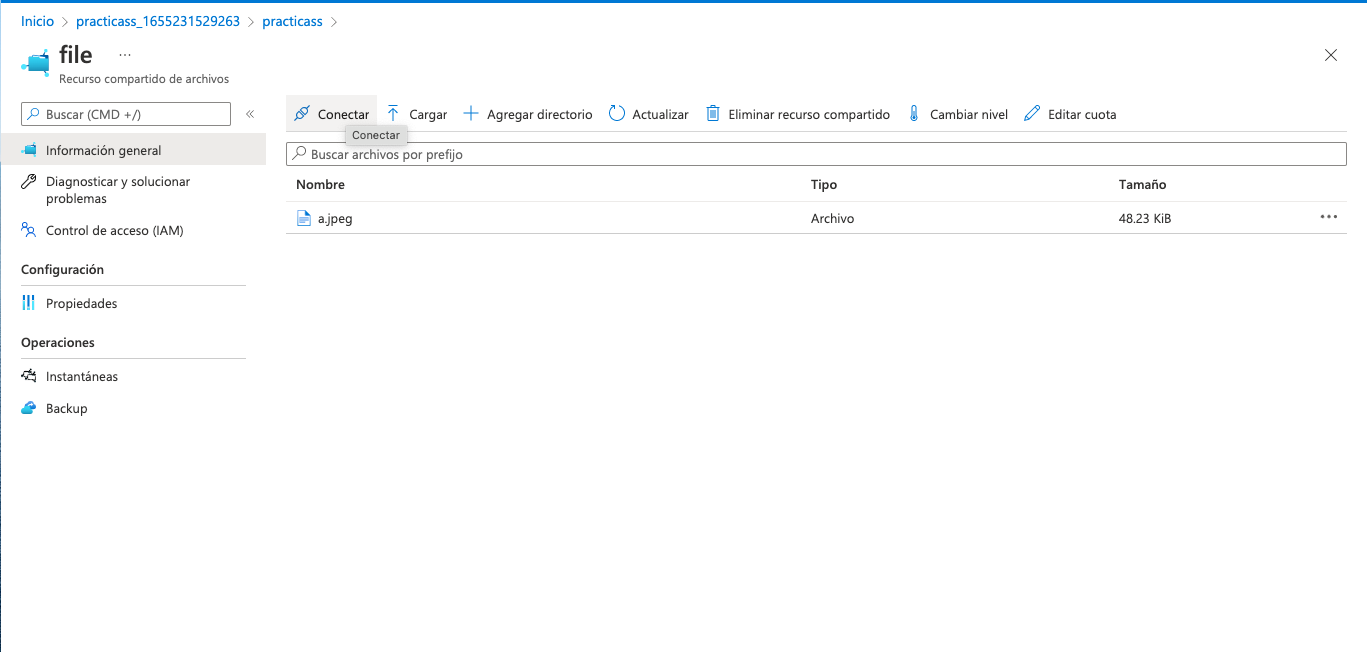 Inicio > practicass_1655231529263 > practicass >
file ...
Recurso compartido de archivos
Buscar (CMD +/) «
Información general
Diagnosticar y solucionar
problemas
Control de acceso (IAM)
Configuración
Propiedades
Operaciones
Instantáneas
Backup
Conectar Cargar Agregar directorio Actualizar Eliminar recurso compartido Cambiar nivel Editar cuota
Conectar
Buscar archivos por prefijo
Nombre Tipo Tamaño
a.jpeg Archivo 48.23 KiB ...